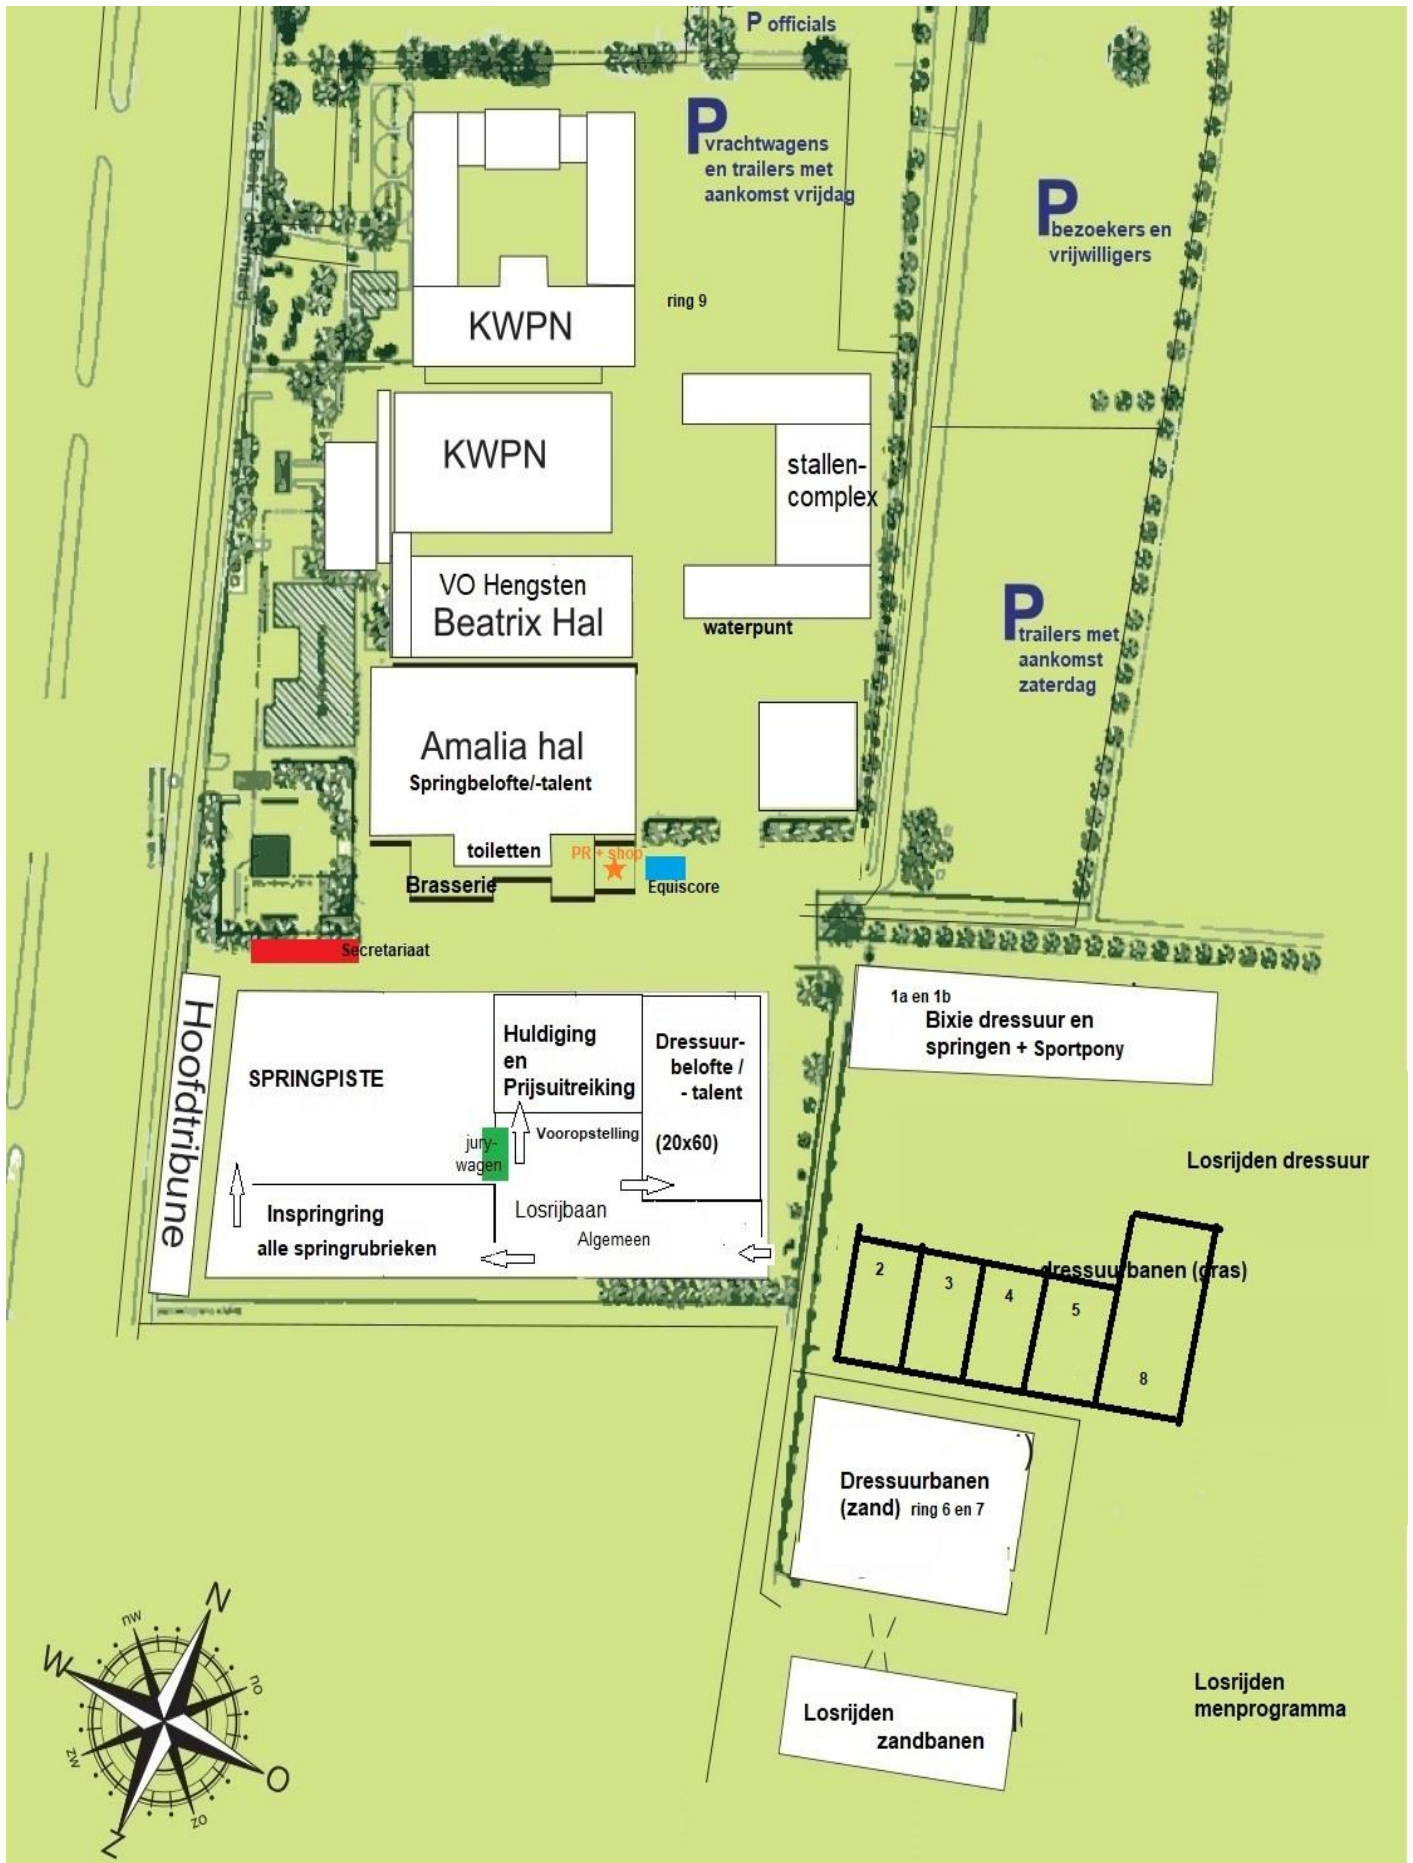 P officials
P
vrachtwagens
en trailers met
aankomst vrijdag
P
bezoekers en
vrijwilligers
ring 9
KWPN
KWPN
stallen-
complex
VO Hengsten
Beatrix Hal
waterpunt
P
trailers met
aankomst
zaterdag
Amalia hal
Springbelofte/-talent
toiletten
PR + shop
Brasserie
Equiscore
Secretariaat
Hoofdtribune
SPRINGPISTE
Huldiging
en
Prijsuitreiking
Dressuur-
belofte /
- talent
(20x60)
1a en 1b
Bixie dressuur en
springen + Sportpony
jury-
wagen
Vooropstelling
Losrijden dressuur
Inspringring
alle springrubrieken
Losrijbaan
Algemeen
dressuurbanen (gras)
2
3
4
5
8
Dressuurbanen
(zand) ring 6 en 7
Losrijden
zandbanen
Losrijden
menprogramma
N
nw
no
W
O
zw
zo
Z